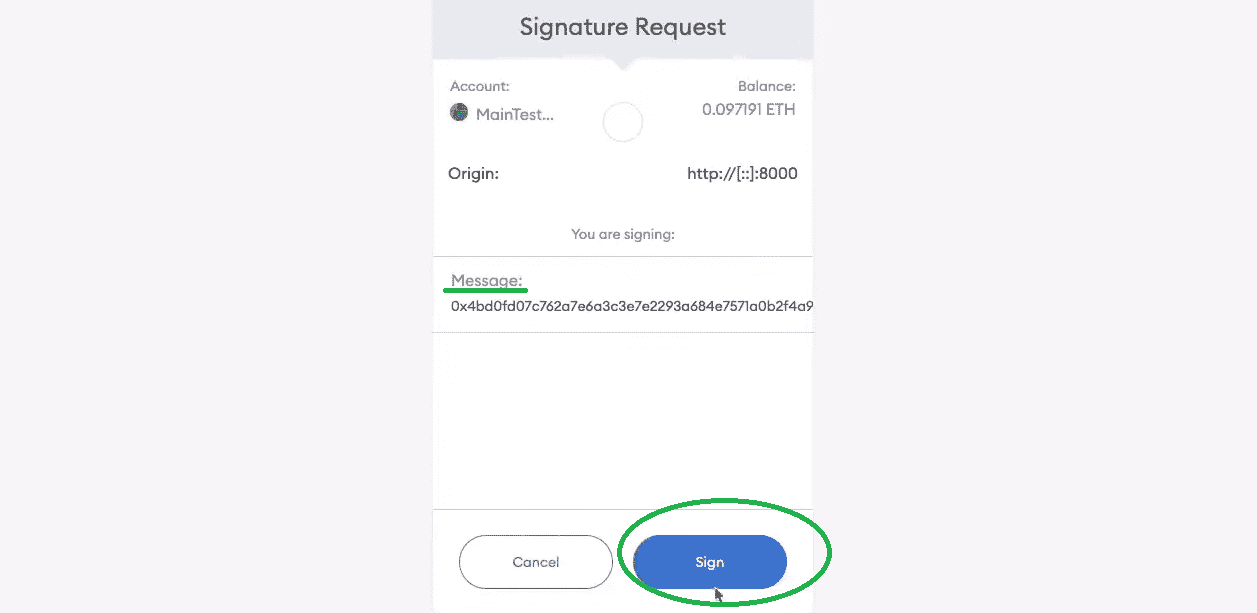 Signature Request
Account: Balance:
MainTest... 0.097191 ETH
Origin: http://[::]:8000
You are signing:
Message:
0x4bd0fd07c762a7e6a3c3e7e2293a684e7571a0b2f4a9
Cancel Sign